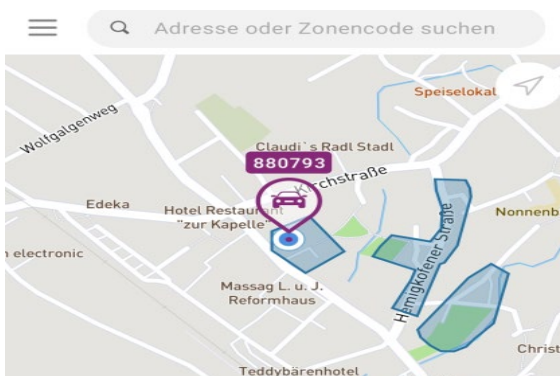 Adresse oder Zonencode suchen
Speiselokal
Wolfgalgenweg
Claudi's Radl Stadl
880793
Kirchstraße
Edeka
Hotel Restaurant
"zur Kapelle"
Nonnenb
n electronic
Hemigkofener Straße
Massag L. u. J.
Reformhaus
Christ
Teddybärenhotel